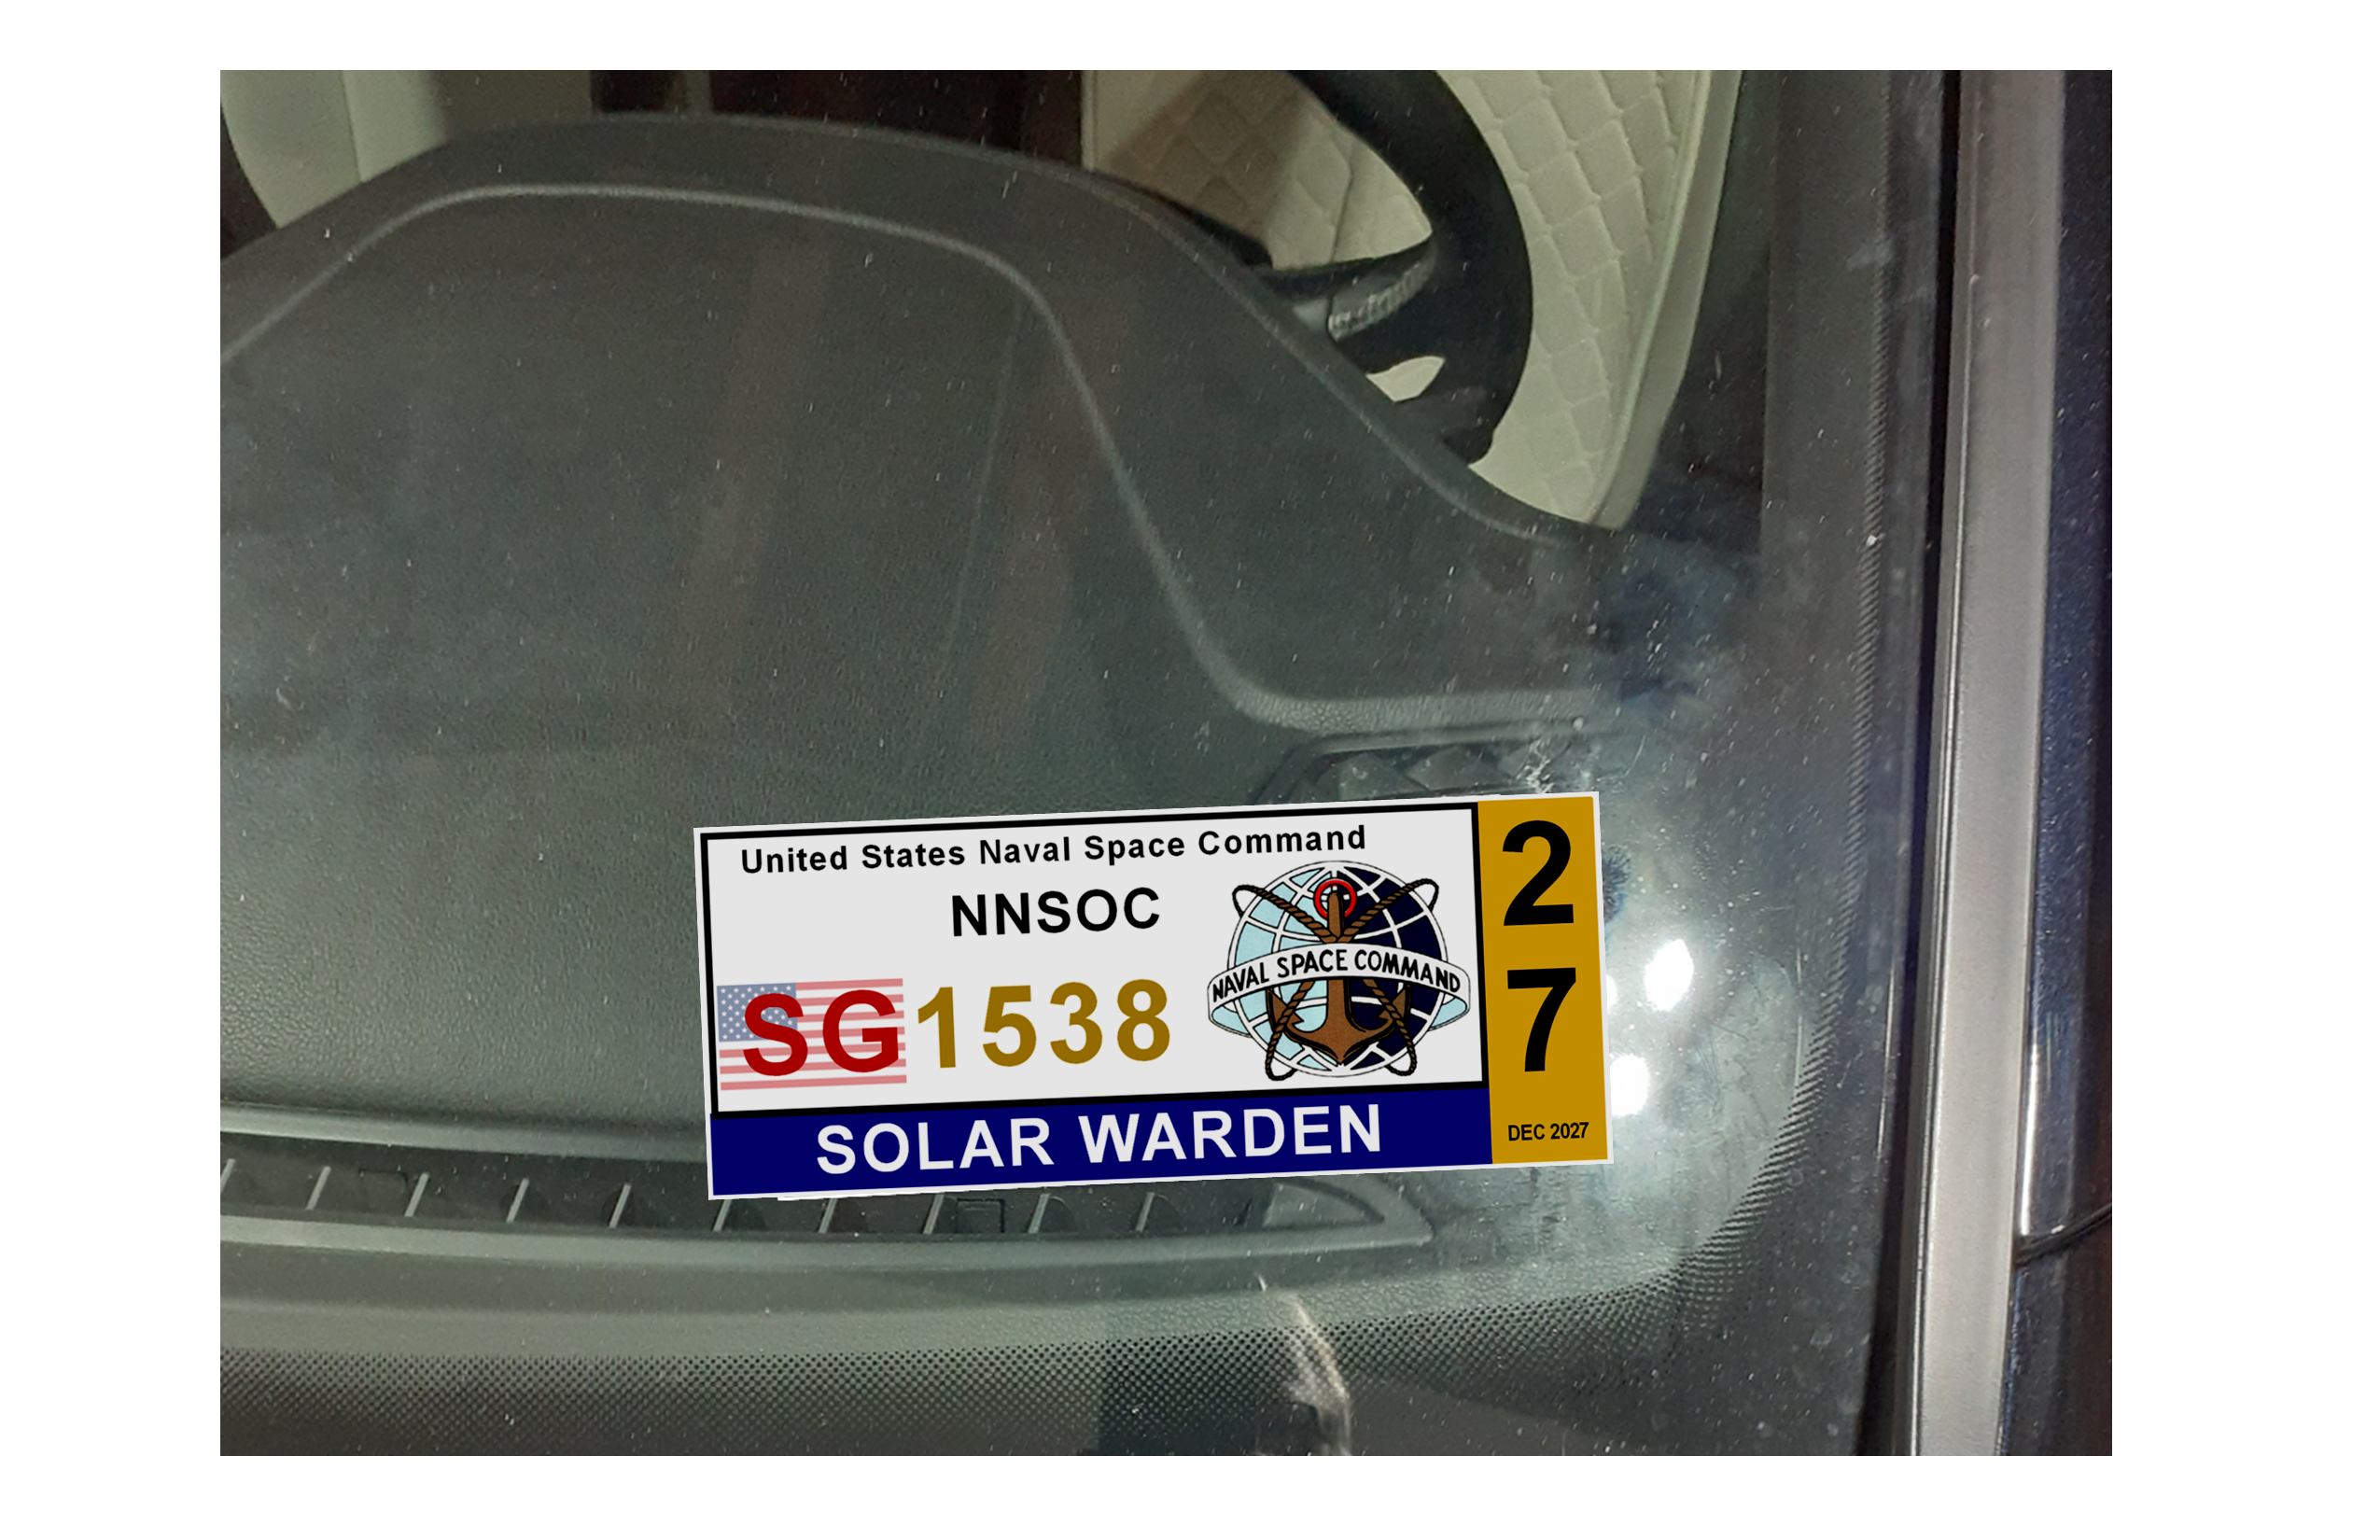 United States Naval Space Command
NNSOC
NAVAL SPACE COMMAND
SG1538
SOLAR WARDEN
2
7
DEC 2027